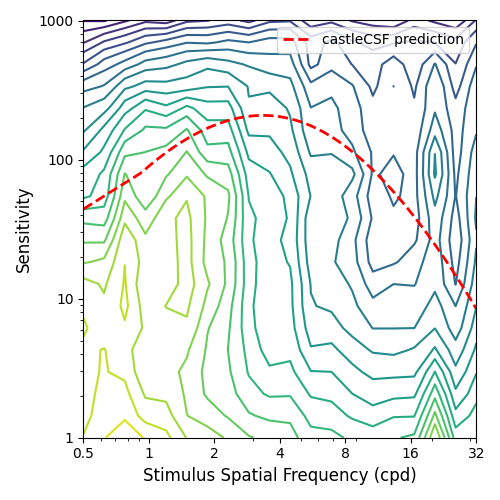 1000
castleCSF prediction
100
10
1
Sensitivity
0.5 1 2 4 8 16 32
Stimulus Spatial Frequency (cpd)